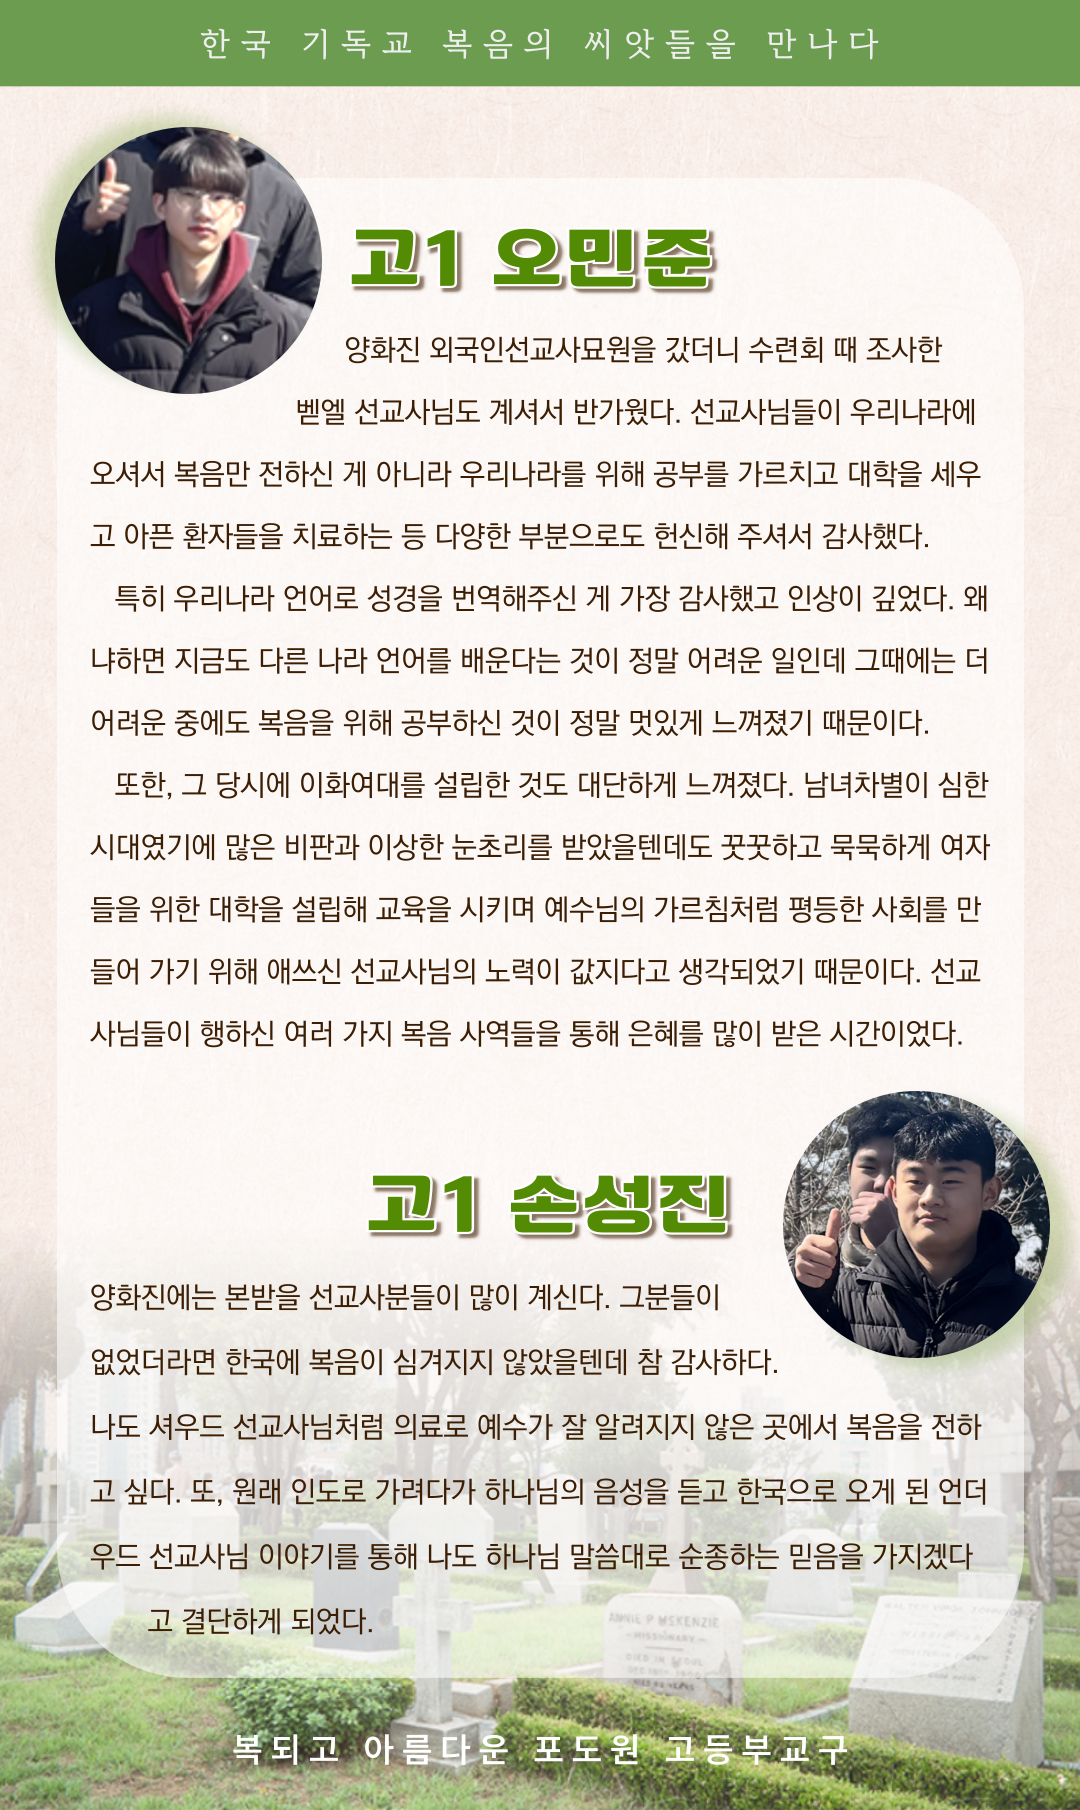 한국 기독교 복음의 씨앗들을 만나다
고1 오민준
양화진 외국인선교사묘원을 갔더니 수련회 때 조사한
벧엘 선교사님도 계셔서 반가웠다. 선교사님들이 우리나라에
오셔서 복음만 전하신 게 아니라 우리나라를 위해 공부를 가르치고 대학을 세우
고 아픈 환자들을 치료하는 등 다양한 부분으로도 헌신해 주셔서 감사했다.
특히 우리나라 언어로 성경을 번역해주신 게 가장 감사했고 인상이 깊었다. 왜
냐하면 지금도 다른 나라 언어를 배운다는 것이 정말 어려운 일인데 그때에는 더
어려운 중에도 복음을 위해 공부하신 것이 정말 멋있게 느껴졌기 때문이다.
또한, 그 당시에 이화여대를 설립한 것도 대단하게 느껴졌다. 남녀차별이 심한
시대였기에 많은 비판과 이상한 눈초리를 받았을텐데도 꿋꿋하고 묵묵하게 여자
들을 위한 대학을 설립해 교육을 시키며 예수님의 가르침처럼 평등한 사회를 만
들어 가기 위해 애쓰신 선교사님의 노력이 값지다고 생각되었기 때문이다. 선교
사님들이 행하신 여러 가지 복음 사역들을 통해 은혜를 많이 받은 시간이었다.
고1 손성진
양화진에는 본받을 선교사분들이 많이 계신다. 그분들이
없었더라면 한국에 복음이 심겨지지 않았을텐데 참 감사하다.
나도 셔우드 선교사님처럼 의료로 예수가 잘 알려지지 않은 곳에서 복음을 전하
고 싶다. 또, 원래 인도로 가려다가 하나님의 음성을 듣고 한국으로 오게 된 언더
우드 선교사님 이야기를 통해 나도 하나님 말씀대로 순종하는 믿음을 가지겠다
고 결단하게 되었다.
ANNIE P MSKENZIE
MISSIONARY
DIED IN SEOUL
복되고 아름다운 포도원 고등부교구